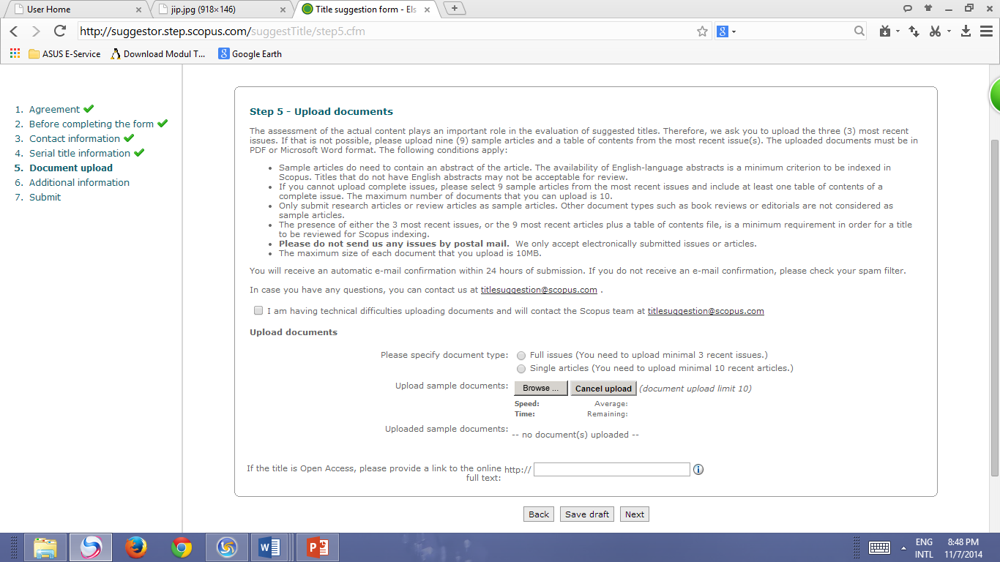 User Home
jip.jpg (918×146)
Title suggestion form - Els
http://suggestor.step.scopus.com/suggestTitle/step5.cfm
ASUS E-Service
Download Modul T...
Google Earth
1. Agreement
2. Before completing the form
3. Contact information
4. Serial title information
5. Document upload
6. Additional information
7. Submit
Step 5 - Upload documents
The assessment of the actual content plays an important role in the evaluation of suggested titles. Therefore, we ask you to upload the three (3) most recent
issues. If that is not possible, please upload nine (9) sample articles and a table of contents from the most recent issue(s). The uploaded documents must be in
PDF or Microsoft Word format. The following conditions apply:
• Sample articles do need to contain an abstract of the article. The availability of English-language abstracts is a minimum criterion to be indexed in
Scopus. Titles that do not have English abstracts may not be acceptable for review.
• If you cannot upload complete issues, please select 9 sample articles from the most recent issues and include at least one table of contents of a
complete issue. The maximum number of documents that you can upload is 10.
• Only submit research articles or review articles as sample articles. Other document types such as book reviews or editorials are not considered as
sample articles.
• The presence of either the 3 most recent issues, or the 9 most recent articles plus a table of contents file, is a minimum requirement in order for a title
to be reviewed for Scopus indexing.
• Please do not send us any issues by postal mail. We only accept electronically submitted issues or articles.
• The maximum size of each document that you upload is 10MB.
You will receive an automatic e-mail confirmation within 24 hours of submission. If you do not receive an e-mail confirmation, please check your spam filter.
In case you have any questions, you can contact us at titlesuggestion@scopus.com .
I am having technical difficulties uploading documents and will contact the Scopus team at titlesuggestion@scopus.com
Upload documents
Please specify document type: Full issues (You need to upload minimal 3 recent issues.)
Single articles (You need to upload minimal 10 recent articles.)
Upload sample documents: Browse ... Cancel upload (document upload limit 10)
Speed: Average:
Time: Remaining:
Uploaded sample documents: -- no document(s) uploaded --
If the title is Open Access, please provide a link to the online http://
full text:
Back Save draft Next
ENG 8:48 PM
INTL 11/7/2014